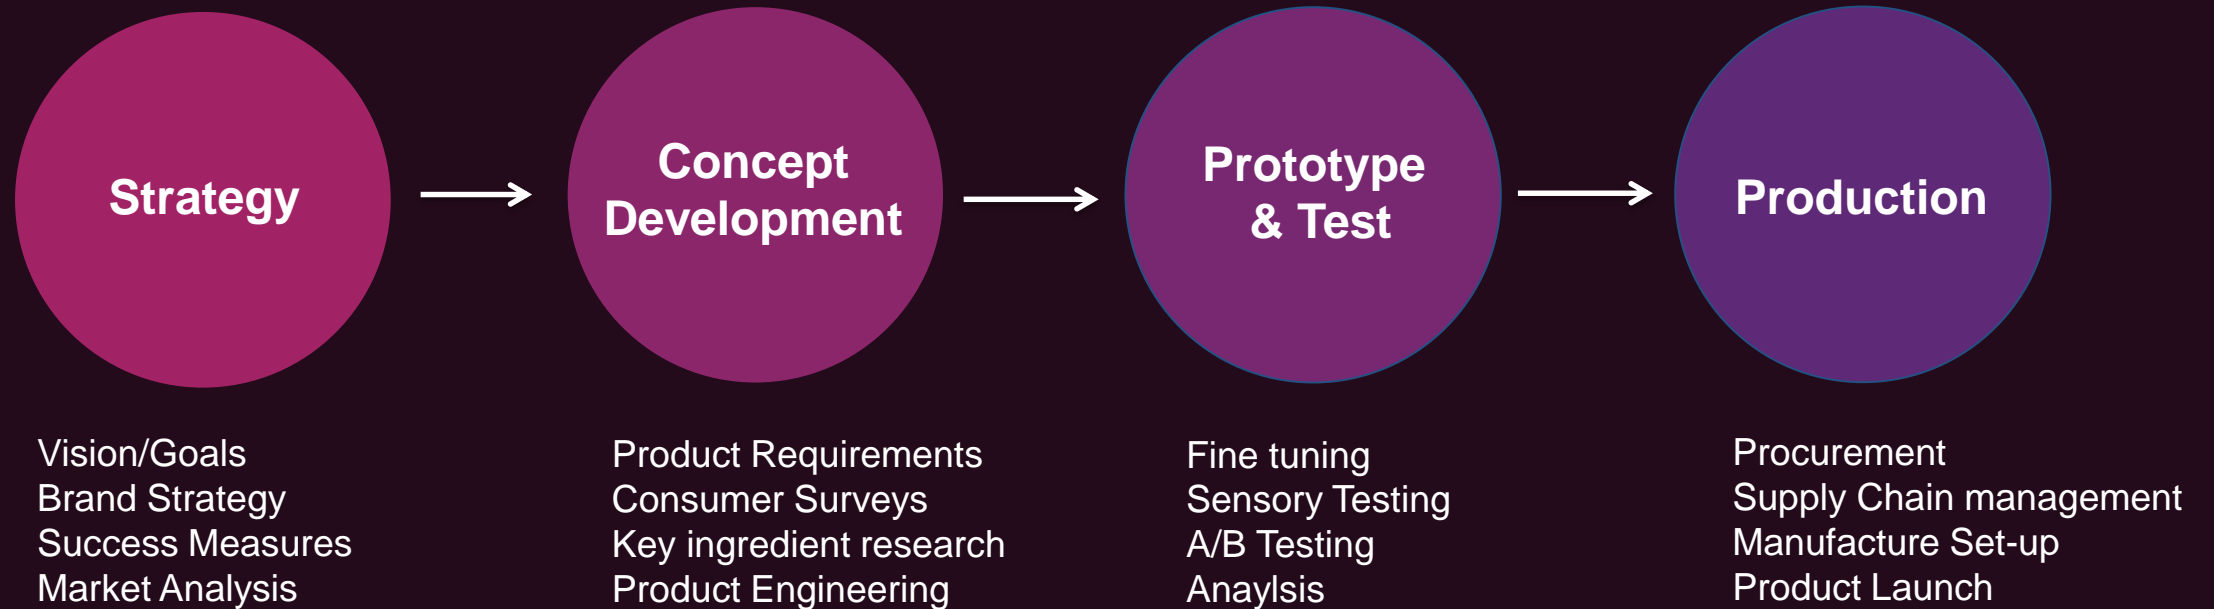 Strategy
Concept
Development
Prototype
& Test
Production
Vision/Goals
Brand Strategy
Success Measures
Market Analysis
Product Requirements
Consumer Surveys
Key ingredient research
Product Engineering
Fine tuning
Sensory Testing
A/B Testing
Anaylsis
Procurement
Supply Chain management
Manufacture Set-up
Product Launch